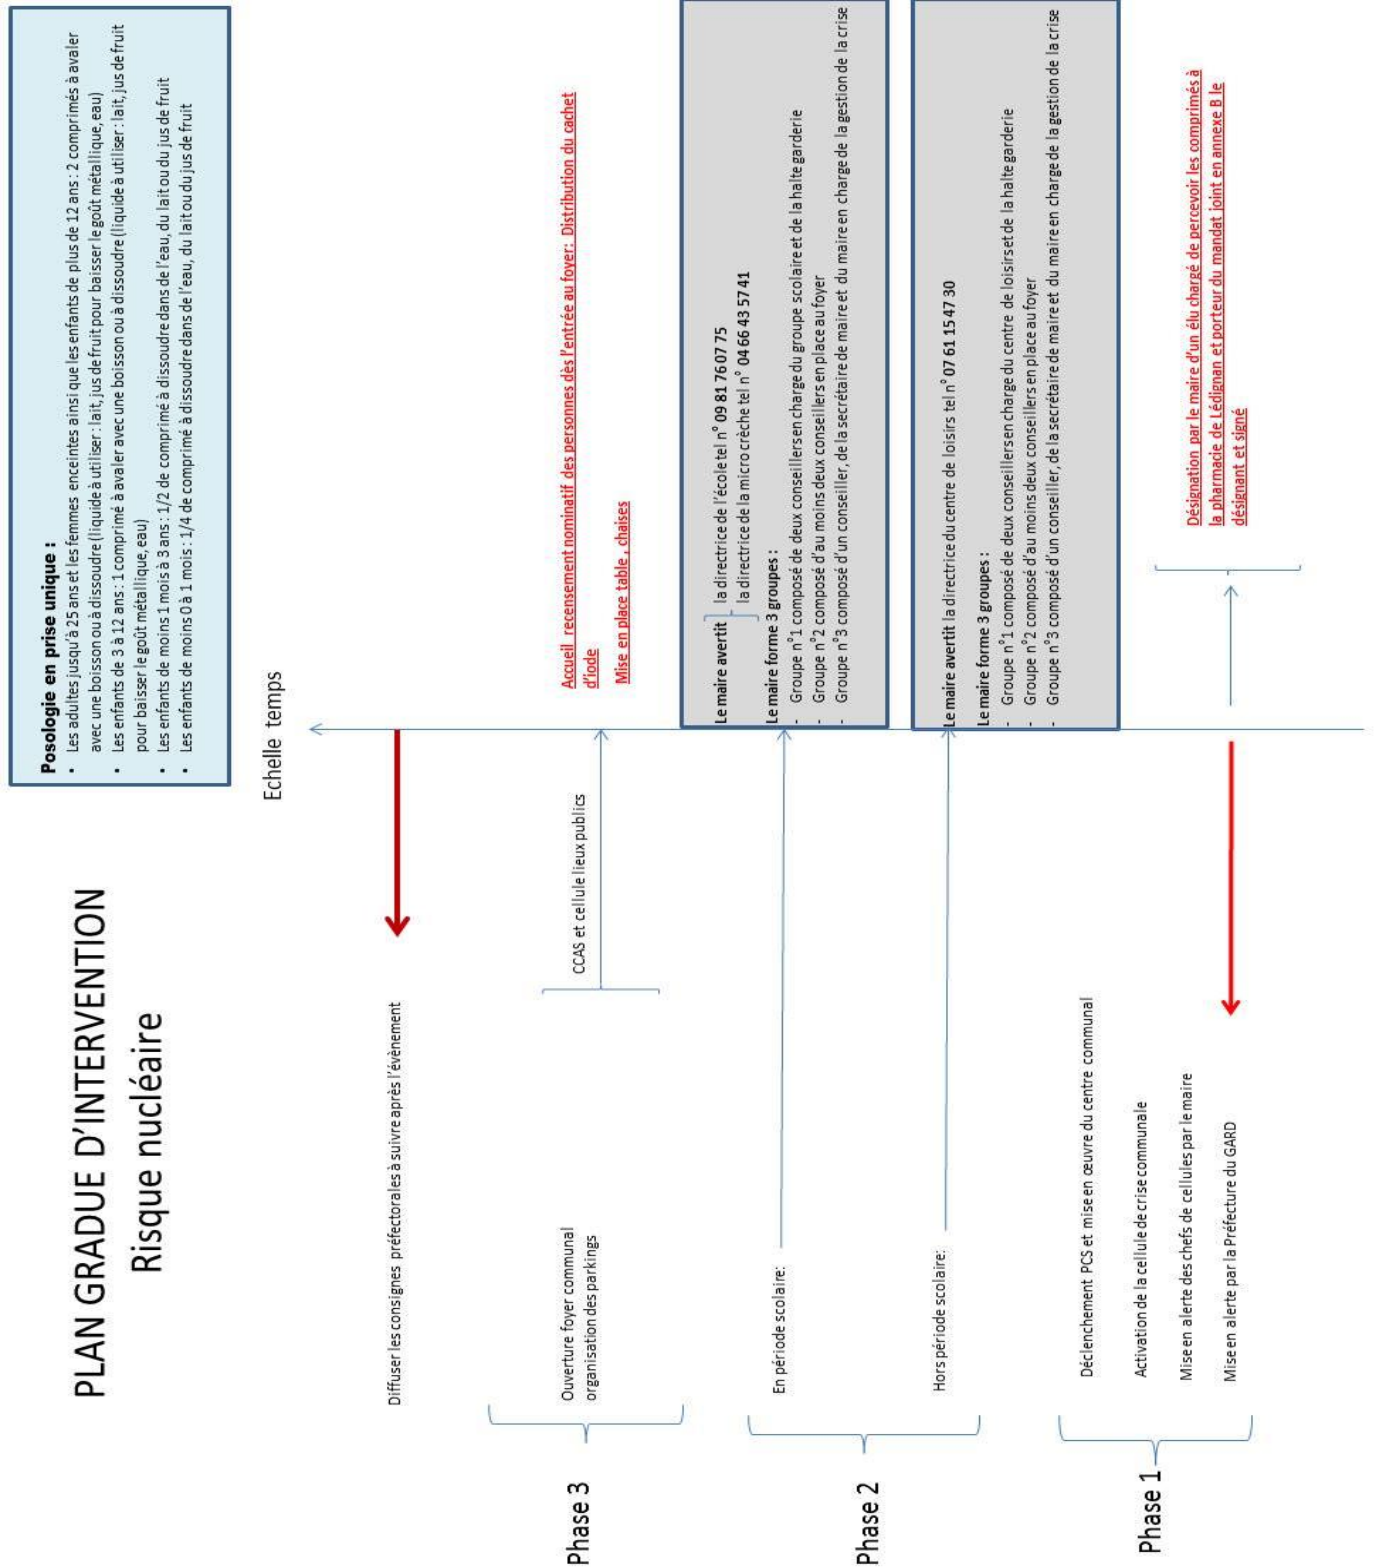 PLAN GRADUE D'INTERVENTION
Risque nucléaire
Posologie en prise unique :
• Les adultes jusqu'à 25 ans et les femmes enceintes ainsi que les enfants de plus de 12 ans : 2 comprimés à avaler
avec une boisson ou à dissoudre (liquide à utiliser : lait, jus de fruit pour baisser le goût métallique, eau)
• Les enfants de 3 à 12 ans : 1 comprimé à avaler avec une boisson ou à dissoudre (liquide à utiliser : lait, jus de fruit
pour baisser le goût métallique, eau)
• Les enfants de moins 1 mois à 3 ans : 1/2 de comprimé à dissoudre dans de l'eau, du lait ou du jus de fruit
• Les enfants de moins 0 à 1 mois : 1/4 de comprimé à dissoudre dans de l'eau, du lait ou du jus de fruit
Echelle temps
Diffuser les consignes préfectorales à suivre après l'évènement
Phase 3
Ouverture foyer communal
organisation des parkings
CCAS et cellule lieux publics
Accueil recensement nominatif des personnes dès l'entrée au foyer: Distribution du cachet
d'iode
Mise en place table , chaises
Phase 2
En période scolaire:
Le maire avertit la directrice de l'école tel n° 09 81 76 07 75
la directrice de la micro crèche tel n° 04 66 43 57 41
Le maire forme 3 groupes :
- Groupe n°1 composé de deux conseillers en charge du groupe scolaire et de la halte garderie
- Groupe n°2 composé d'au moins deux conseillers en place au foyer
- Groupe n°3 composé d'un conseiller, de la secrétaire de maire et du maire en charge de la gestion de la crise
Hors période scolaire:
Le maire avertit la directrice du centre de loisirs tel n° 07 61 15 47 30
Le maire forme 3 groupes :
- Groupe n°1 composé de deux conseillers en charge du centre de loisirs et de la halte garderie
- Groupe n°2 composé d'au moins deux conseillers en place au foyer
- Groupe n°3 composé d'un conseiller, de la secrétaire de maire et du maire en charge de la gestion de la crise
Phase 1
Déclenchement PCS et mise en œuvre du centre communal
Activation de la cellule de crise communale
Mise en alerte des chefs de cellules par le maire
Mise en alerte par la Préfecture du GARD
Désignation par le maire d'un élu chargé de percevoir les comprimés à
la pharmacie de Lédignan et porteur du mandat joint en annexe B le
désignant et signé